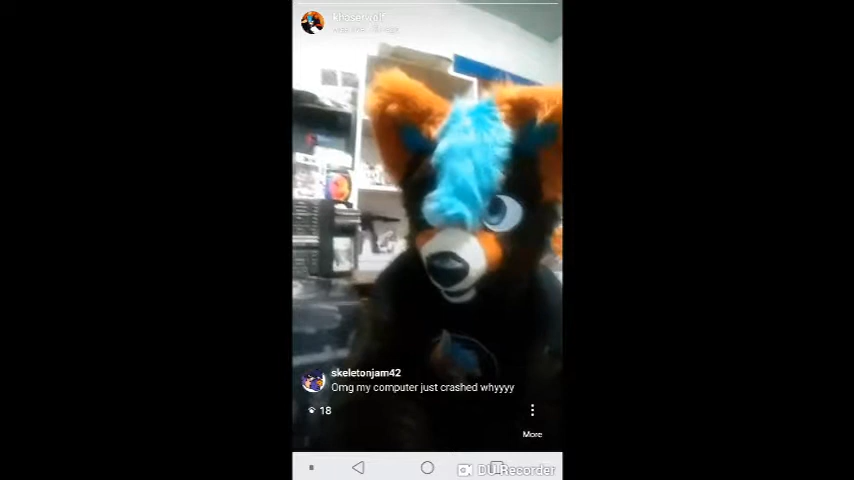 skeletonjam42
Omg my computer just crashed whyyyy
18
More
DU Recorder